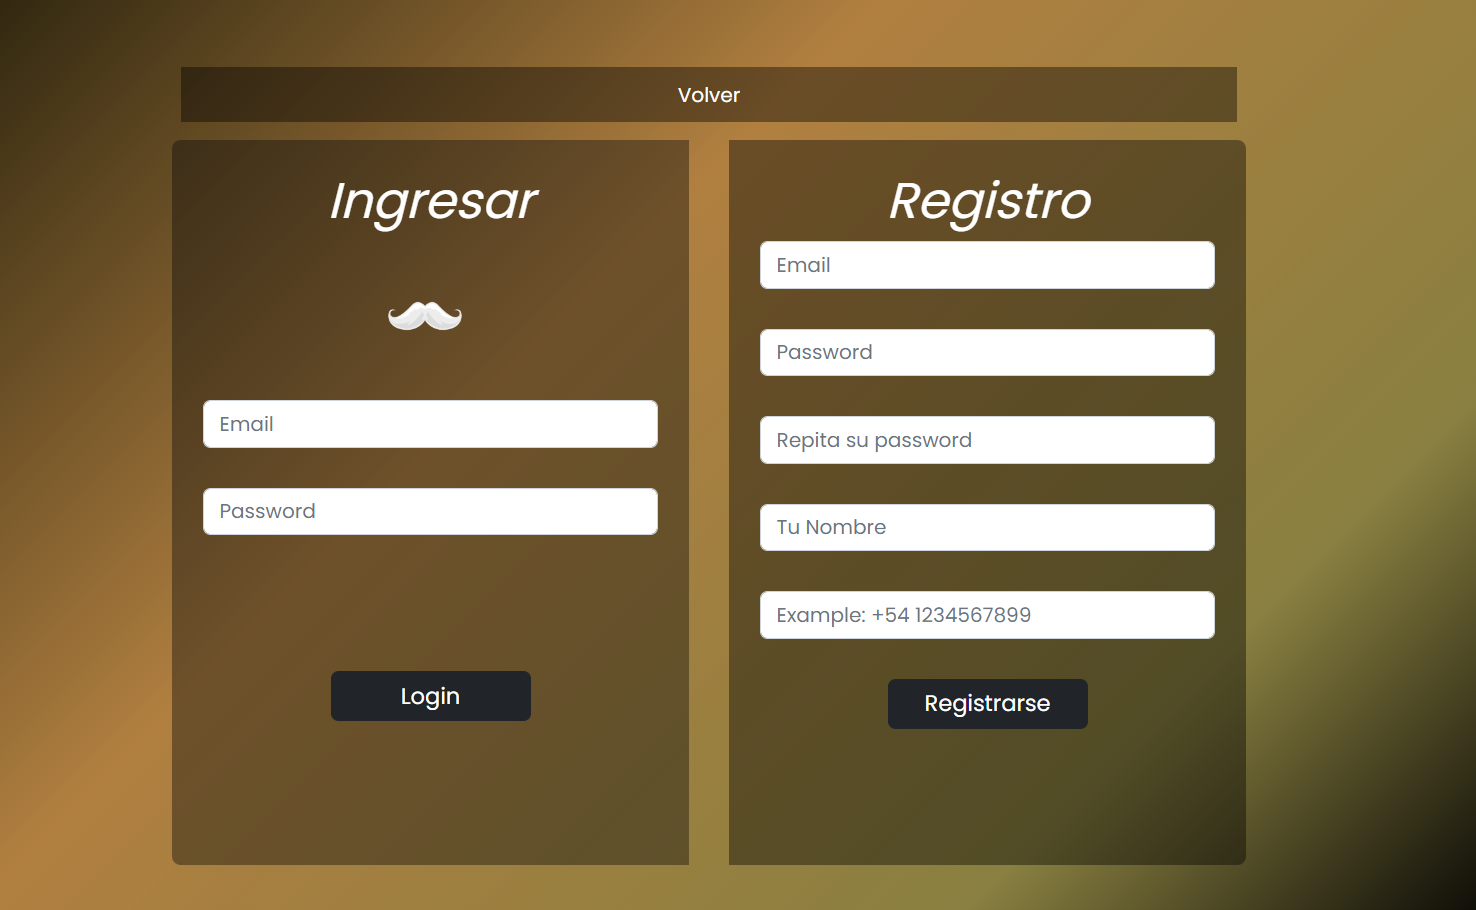 Volver
Ingresar
Email
Password
Login
Registro
Email
Password
Repita su password
Tu Nombre
Example: +54 1234567899
Registrarse